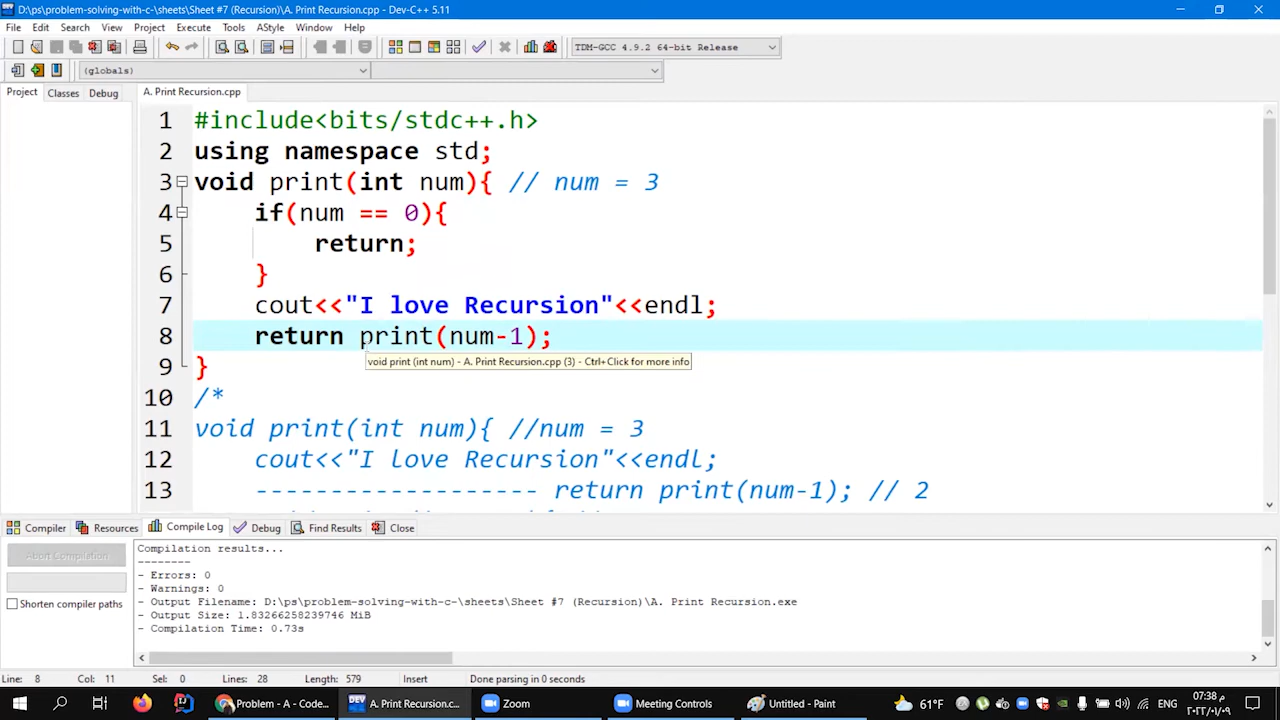 D:\ps\problem-solving-with-c-\sheets\Sheet #7 (Recursion)\A. Print Recursion.cpp - Dev-C++ 5.11
File Edit Search View Project Execute Tools AStyle Window Help
TDM-GCC 4.9.2 64-bit Release
(globals)
Project Classes Debug A. Print Recursion.cpp
1 #include<bits/stdc++.h>
2 using namespace std;
3 void print(int num){ // num = 3
4 if(num == 0){
5 return;
6 }
7 cout<<"I love Recursion"<<endl;
8 return print(num-1);
void print (int num) - A. Print Recursion.cpp (3) - Ctrl+Click for more info
9 }
10 /*
11 void print(int num){ //num = 3
12 cout<<"I love Recursion"<<endl;
13 ------------------- return print(num-1); // 2
Compiler Resources Compile Log Debug Find Results Close
Abort Compilation
Shorten compiler paths
Compilation results...
--------
- Errors: 0
- Warnings: 0
- Output Filename: D:\ps\problem-solving-with-c-\sheets\Sheet #7 (Recursion)\A. Print Recursion.exe
- Output Size: 1.83266258239746 MiB
- Compilation Time: 0.73s
Line: 8 Col: 11 Sel: 0 Lines: 28 Length: 579 Insert Done parsing in 0 seconds
Problem - A - Code... A. Print Recursion.c... Zoom Meeting Controls Untitled - Paint 61°F
07:38 م